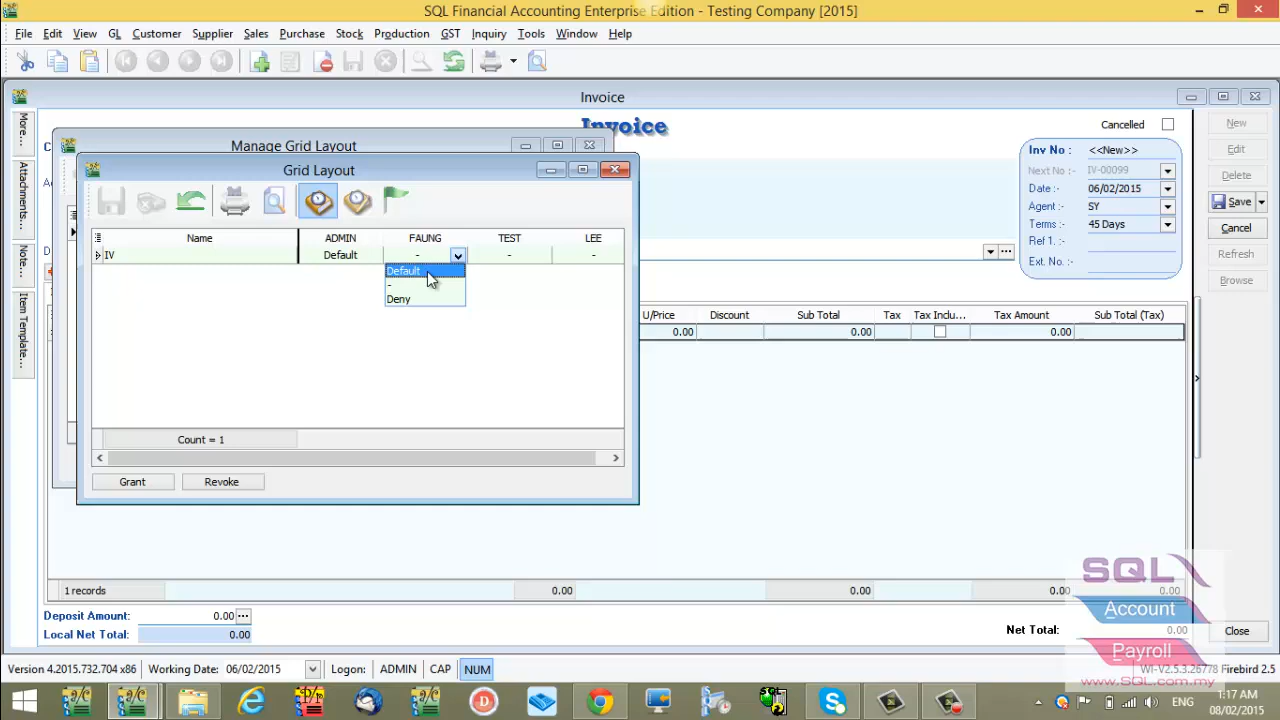 SQL Financial Accounting Enterprise Edition - Testing Company [2015]
File Edit View GL Customer Supplier Sales Purchase Stock Production GST Inquiry Tools Window Help
Invoice
Invoice
Cancelled
More...
Attachments...
Note...
Item Template...
Inv No : <<New>>
Next No : IV-00099
Date :- 06/02/2015
Agent : SY
Terms : 45 Days
Ref 1. :
Ext. No. :
New
Edit
Delete
Save
Cancel
Refresh
Browse
Manage Grid Layout
Grid Layout
Name ADMIN FAUNG TEST LEE
IV Default - - -
Default
-
Deny
Count = 1
Grant Revoke
U/Price Discount Sub Total Tax Tax Inclu... Tax Amount Sub Total (Tax)
0.00 0.00 0.00
1 records 0.00 0.00 0.00 0.00
Deposit Amount: 0.00
Local Net Total: 0.00
Net Total: 0.00
Close
SQL
Account
Payroll
www.SQL.com.my
Version 4.2015.732.704 x86 Working Date: 06/02/2015 Logon: ADMIN CAP NUM WI-V2.5.3.26778 Firebird 2.5
ENG
1:17 AM
08/02/2015